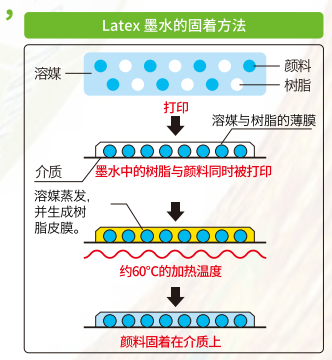 Latex 墨水的固着方法
溶媒
颜料
树脂
打印
溶媒与树脂的薄膜
介质
墨水中的树脂与颜料同时被打印
溶媒蒸发，
并生成树
脂皮膜。
约60°C的加热温度
颜料固着在介质上